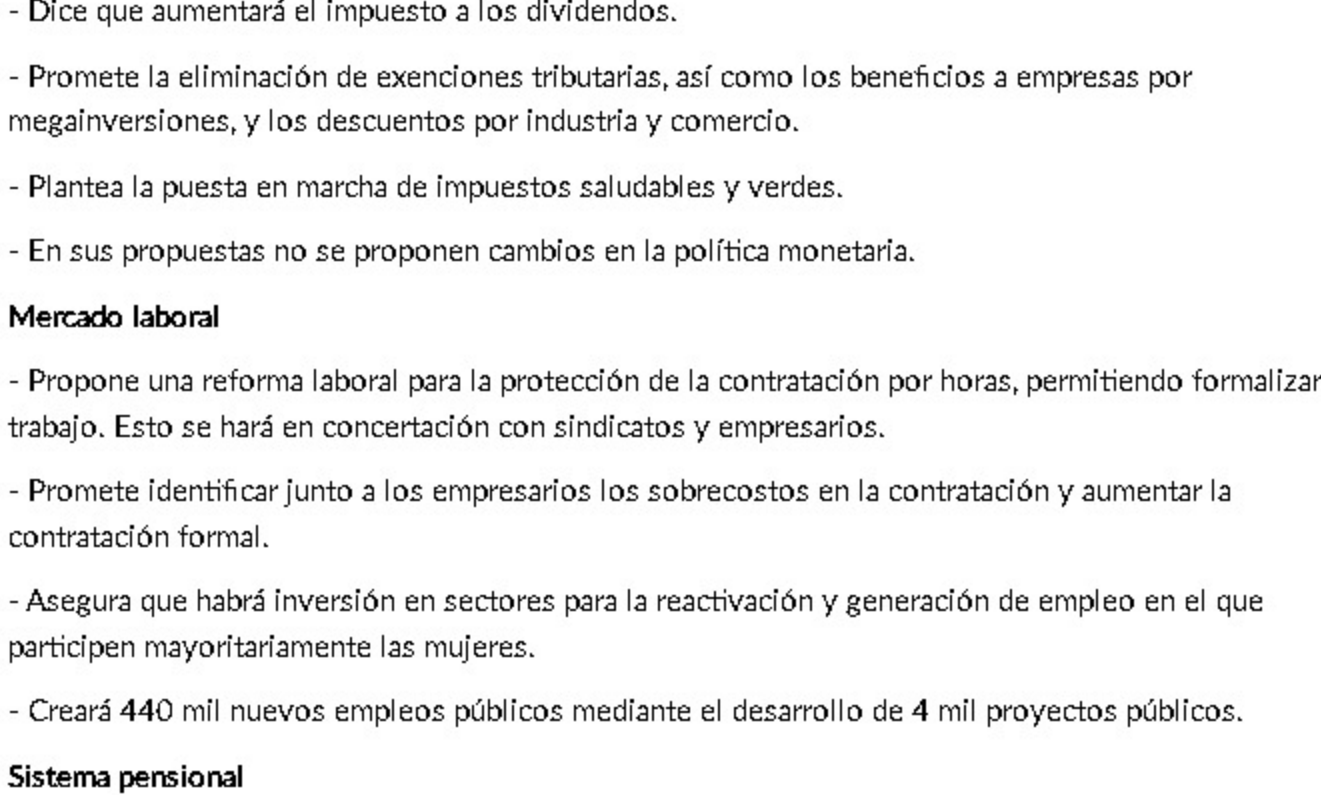 - Dice que aumentará el impuesto a los dividendos.
- Promete la eliminación de exenciones tributarias, así como los beneficios a empresas por
megainversiones, y los descuentos por industria y comercio.
- Plantea la puesta en marcha de impuestos saludables y verdes.
- En sus propuestas no se proponen cambios en la política monetaria.
Mercado laboral
- Propone una reforma laboral para la protección de la contratación por horas, permitiendo formalizar
trabajo. Esto se hará en concertación con sindicatos y empresarios.
- Promete identificar junto a los empresarios los sobrecostos en la contratación y aumentar la
contratación formal.
- Asegura que habrá inversión en sectores para la reactivación y generación de empleo en el que
participen mayoritariamente las mujeres.
- Creará 440 mil nuevos empleos públicos mediante el desarrollo de 4 mil proyectos públicos.
Sistema pensional